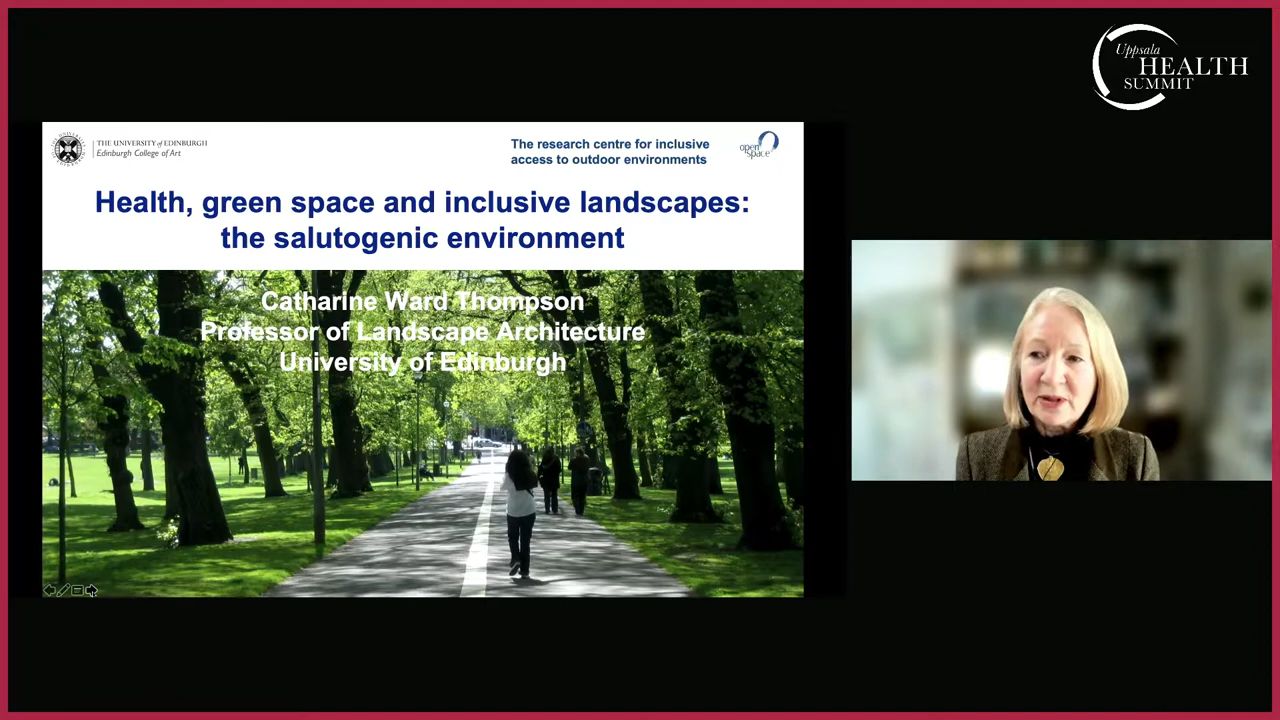 Uppsala
HEALTH
SUMMIT
THE UNIVERSITY of EDINBURGH
Edinburgh College of Art
The research centre for inclusive
access to outdoor environments
open
space
Health, green space and inclusive landscapes:
the salutogenic environment
Catharine Ward Thompson
Professor of Landscape Architecture
University of Edinburgh